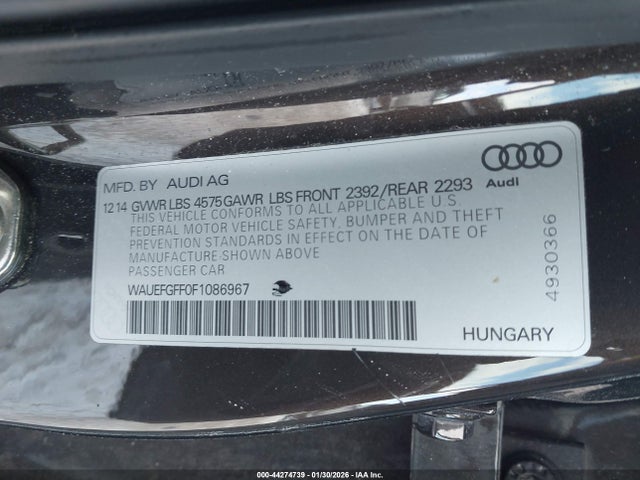 MFD. BY AUDI AG
12 14 GVWR LBS 4575 GAWR LBS FRONT 2392/REAR 2293
THIS VEHICLE CONFORMS TO ALL APPLICABLE U.S.
FEDERAL MOTOR VEHICLE SAFETY, BUMPER AND THEFT
PREVENTION STANDARDS IN EFFECT ON THE DATE OF
MANUFACTURE SHOWN ABOVE
PASSENGER CAR
WAUEFGFF0F1086967
Audi
4930366
HUNGARY
000-44274739 | 01/30/2026 - IAA Inc.